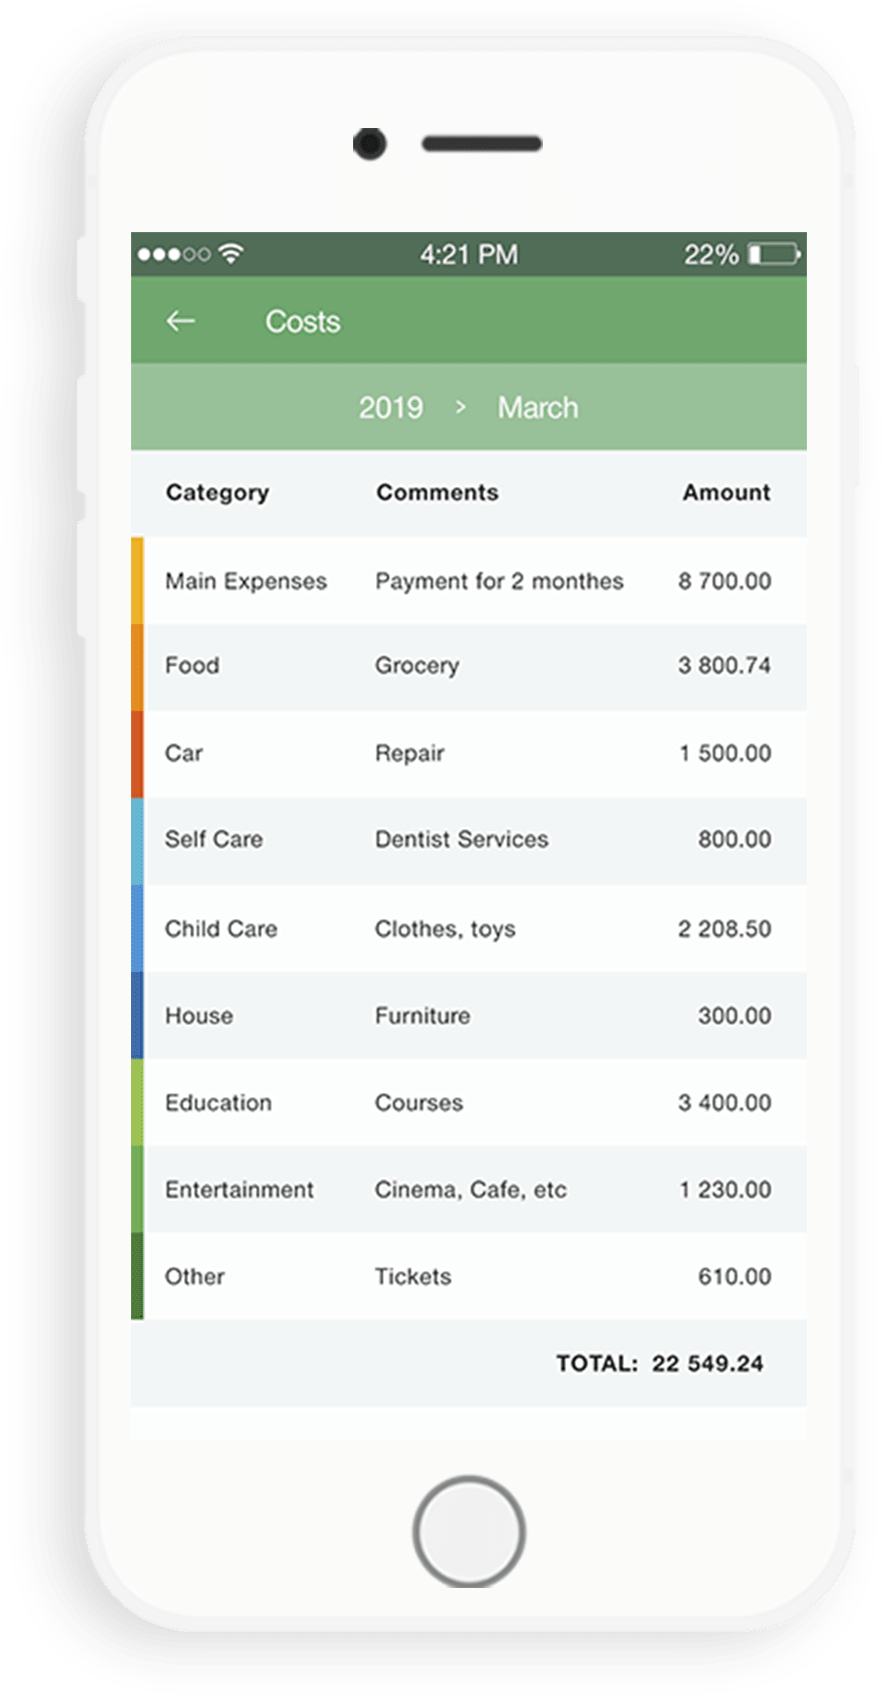 4:21 PM 22%
← Costs
2019 > March
Category Comments Amount
Main Expenses Payment for 2 monthes 8 700.00
Food Grocery 3 800.74
Car Repair 1 500.00
Self Care Dentist Services 800.00
Child Care Clothes, toys 2 208.50
House Furniture 300.00
Education Courses 3 400.00
Entertainment Cinema, Cafe, etc 1 230.00
Other Tickets 610.00
TOTAL: 22 549.24